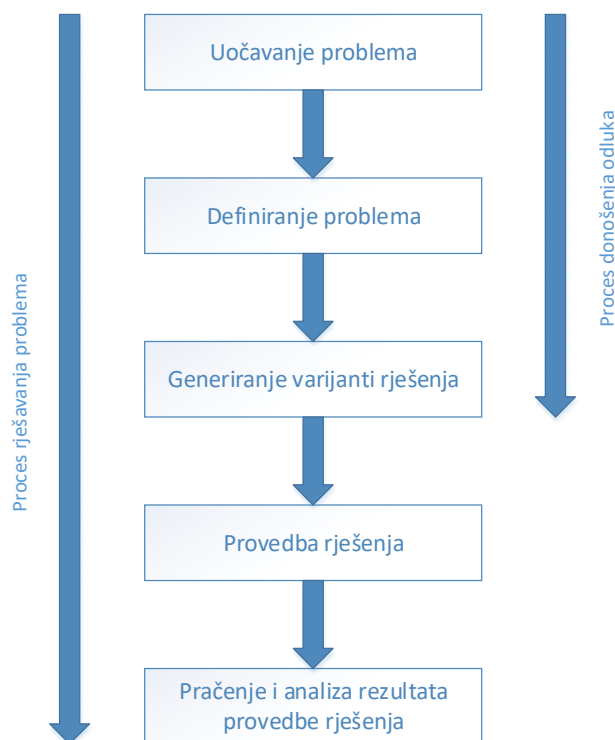 Uočavanje problema
Definiranje problema
Generiranje varijanti rješenja
Provedba rješenja
Pračenje i analiza rezultata
provedbe rješenja
Proces rješavanja problema
Proces donošenja odluka